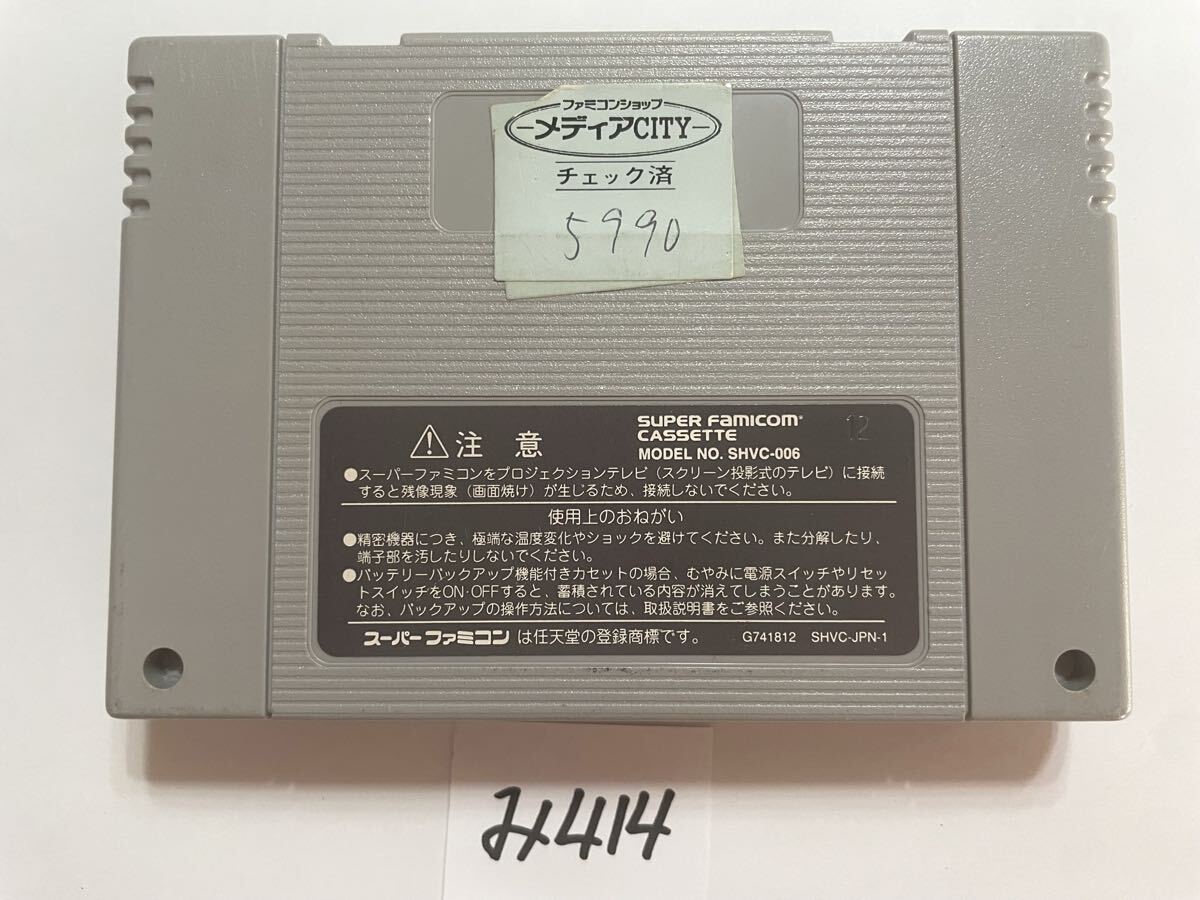 ファミコンショップ
メディアCITY
チェック済
5990
注 意
SUPER FAMICOM
CASSETTE
MODEL NO. SHVC-006
12
●スーパーファミコンをプロジェクションテレビ（スクリーン投影式のテレビ）に接続
すると残像現象（画面焼け）が生じるため、接続しないでください。
使用上のおねがい
●精密機器につき、極端な温度変化やショックを避けてください。また分解したり、
端子部を汚したりしないでください。
●バッテリーバックアップ機能付きカセットの場合、むやみに電源スイッチやリセッ
トスイッチをON·OFFすると、蓄積されている内容が消えてしまうことがあります。
なお、バックアップの操作方法については、取扱説明書をご参照ください。
スーパーファミコンは任天堂の登録商標です。 G741812 SHVC-JPN-1
み414